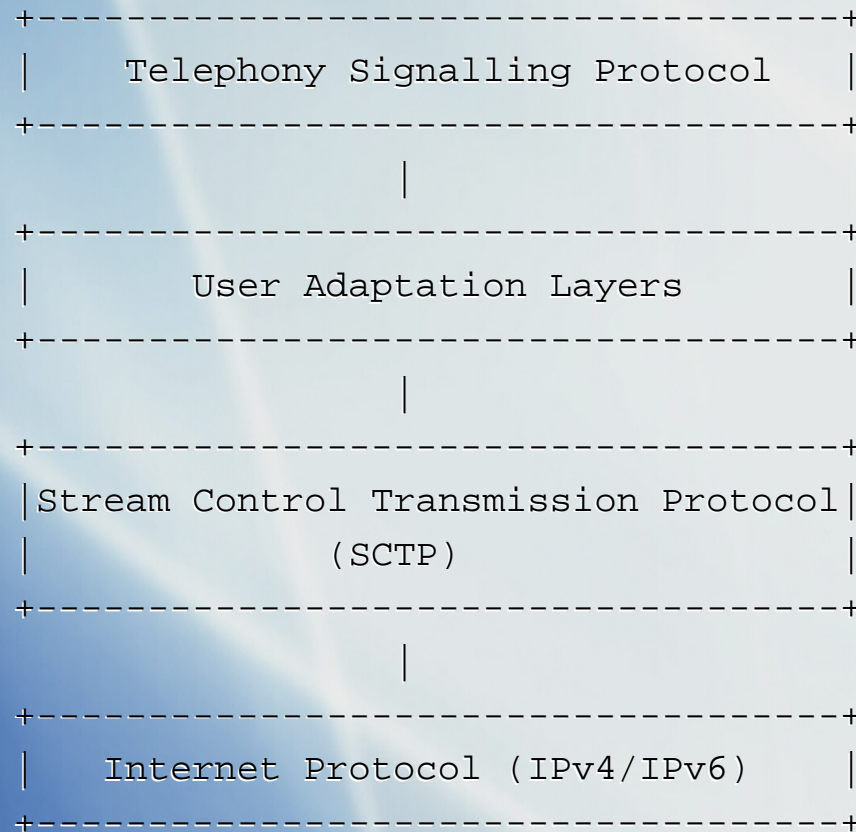 +------------------------------------+
|    Telephony Signalling Protocol   |
+------------------------------------+
                 |
+------------------------------------+
|       User Adaptation Layers       |
+------------------------------------+
                 |
+------------------------------------+
|Stream Control Transmission Protocol|
|             (SCTP)                 |
+------------------------------------+
                 |
+------------------------------------+
|   Internet Protocol (IPv4/IPv6)    |
+------------------------------------+